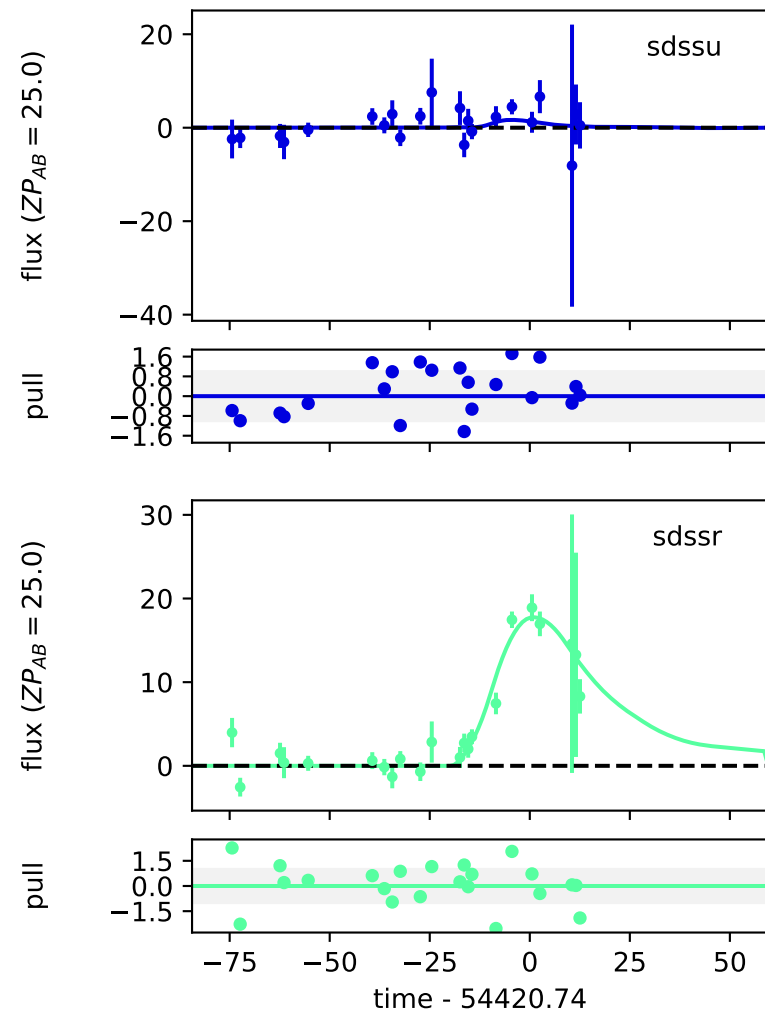 20
0
−20
−40
flux (ZP_AB = 25.0)
sdssu
1.6
0.8
0.0
−0.8
−1.6
pull
30
20
10
0
flux (ZP_AB = 25.0)
sdssr
1.5
0.0
−1.5
pull
−75 −50 −25 0 25 50
time - 54420.74